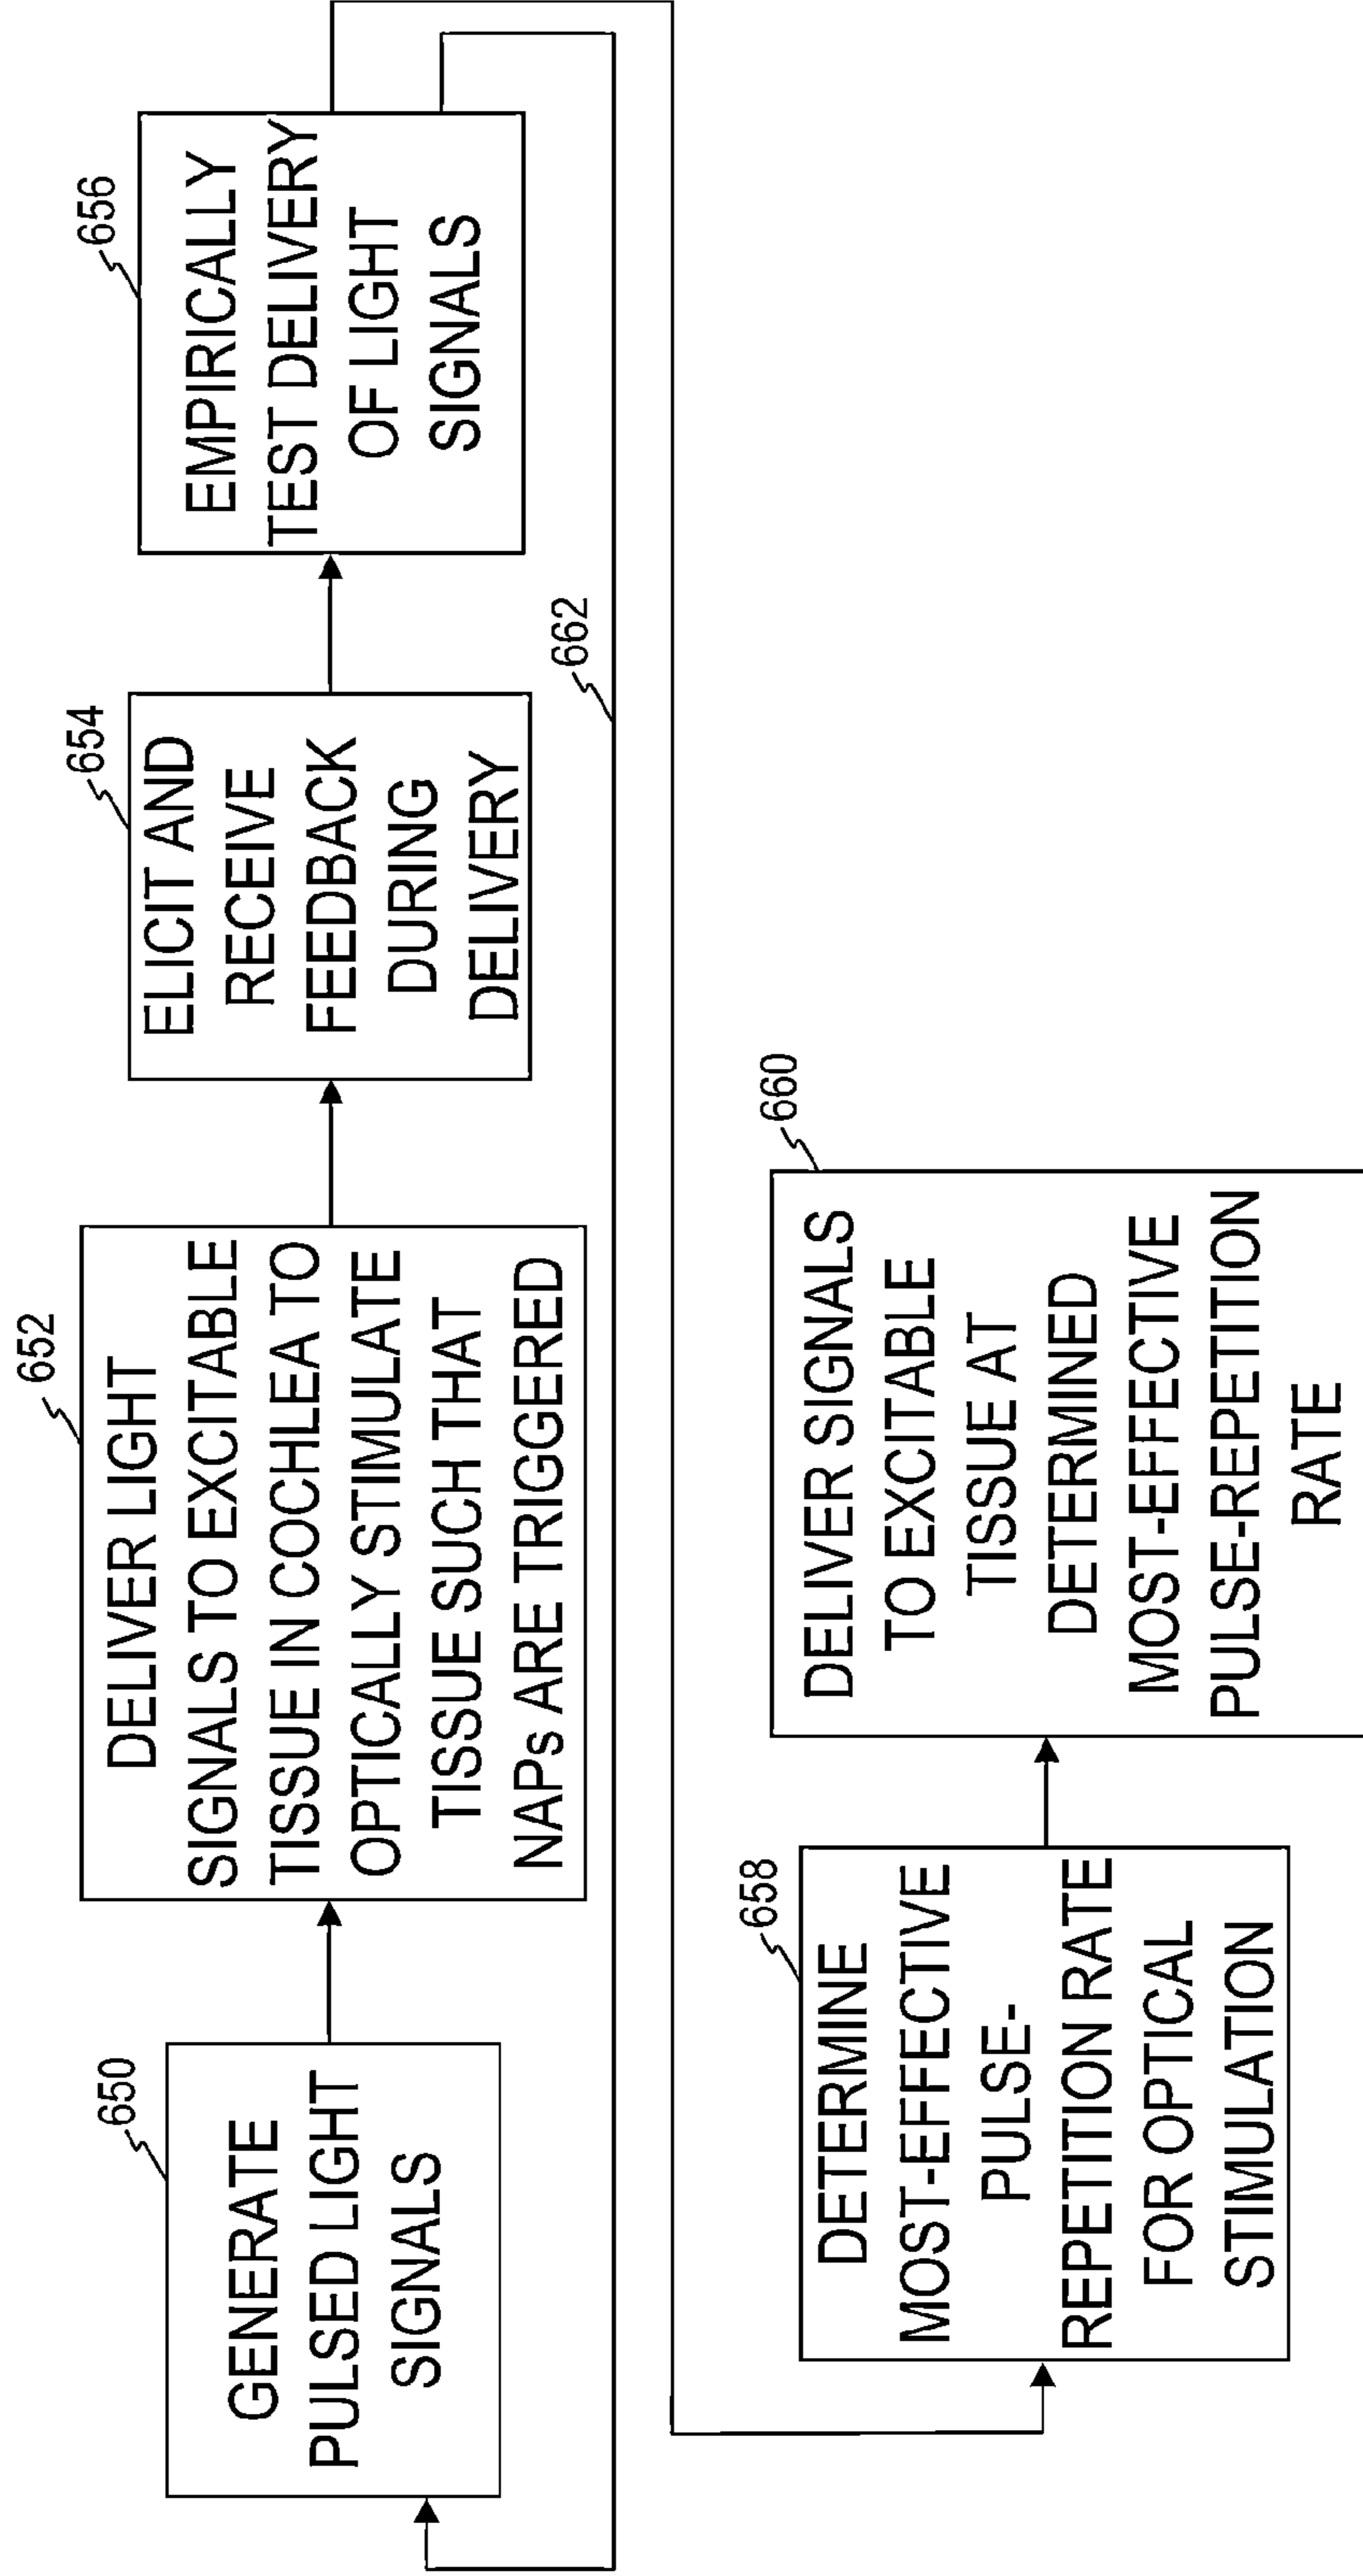 650
GENERATE
PULSED LIGHT
SIGNALS
652
DELIVER LIGHT
SIGNALS TO EXCITABLE
TISSUE IN COCHLEA TO
OPTICALLY STIMULATE
TISSUE SUCH THAT
NAPs ARE TRIGGERED
654
ELICIT AND
RECEIVE
FEEDBACK
DURING
DELIVERY
656
EMPIRICALLY
TEST DELIVERY
OF LIGHT
SIGNALS
662
658
DETERMINE
MOST-EFFECTIVE
PULSE-
REPETITION RATE
FOR OPTICAL
STIMULATION
660
DELIVER SIGNALS
TO EXCITABLE
TISSUE AT
DETERMINED
MOST-EFFECTIVE
PULSE-REPETITION
RATE